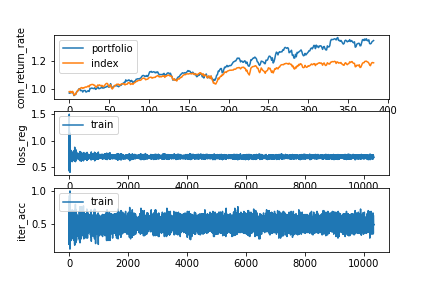 com_return_rate
portfolio
index
1.2
1.0
0 50 100 150 200 250 300 350 400
loss_reg
train
1.5
1.0
0.5
0 2000 4000 6000 8000 10000
iter_acc
train
1.0
0.5
0 2000 4000 6000 8000 10000